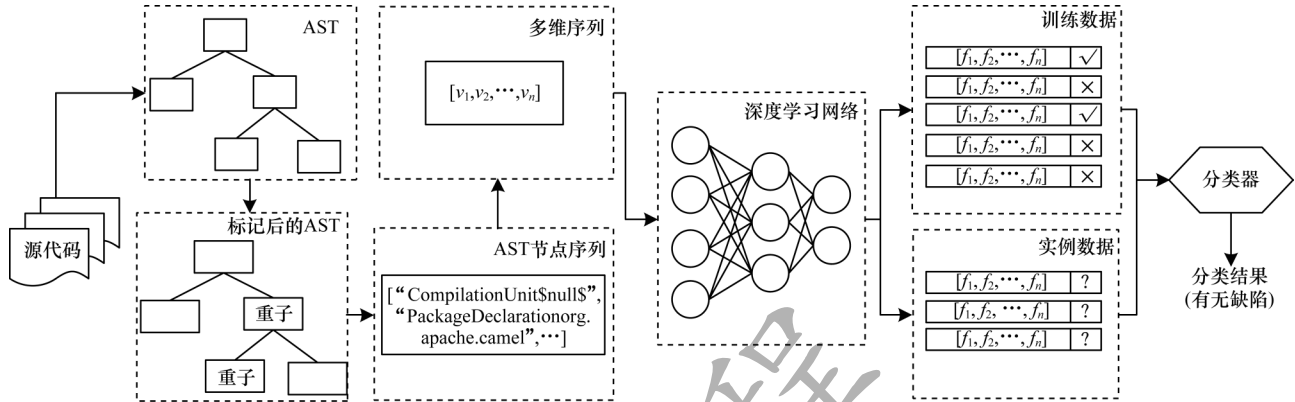 源代码
AST
标记后的AST
重子
重子
AST节点序列
[“CompilationUnit$null$”,
“PackageDeclarationorg.
apache.camel”,…]
多维序列
[v₁,v₂,…,vₙ]
深度学习网络
训练数据
[f₁,f₂,…,fₙ] √
[f₁,f₂,…,fₙ] ×
[f₁,f₂,…,fₙ] √
[f₁,f₂,…,fₙ] ×
[f₁,f₂,…,fₙ] ×
实例数据
[f₁,f₂,…,fₙ] ?
[f₁,f₂, …, fₙ] ?
[f₁,f₂,…,fₙ] ?
分类器
分类结果
(有无缺陷)